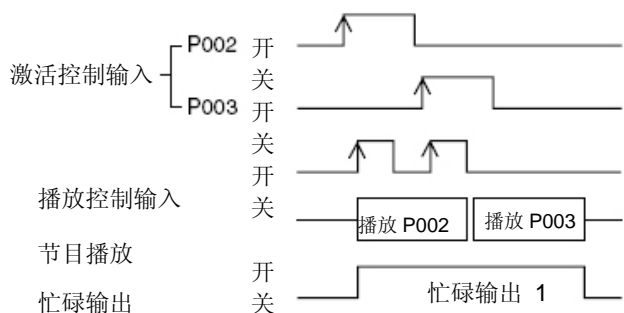 P002 开
激活控制输入 关
P003 开
关
开
播放控制输入 关
播放 P002 播放 P003
节目播放
开
忙碌输出 关 忙碌输出 1